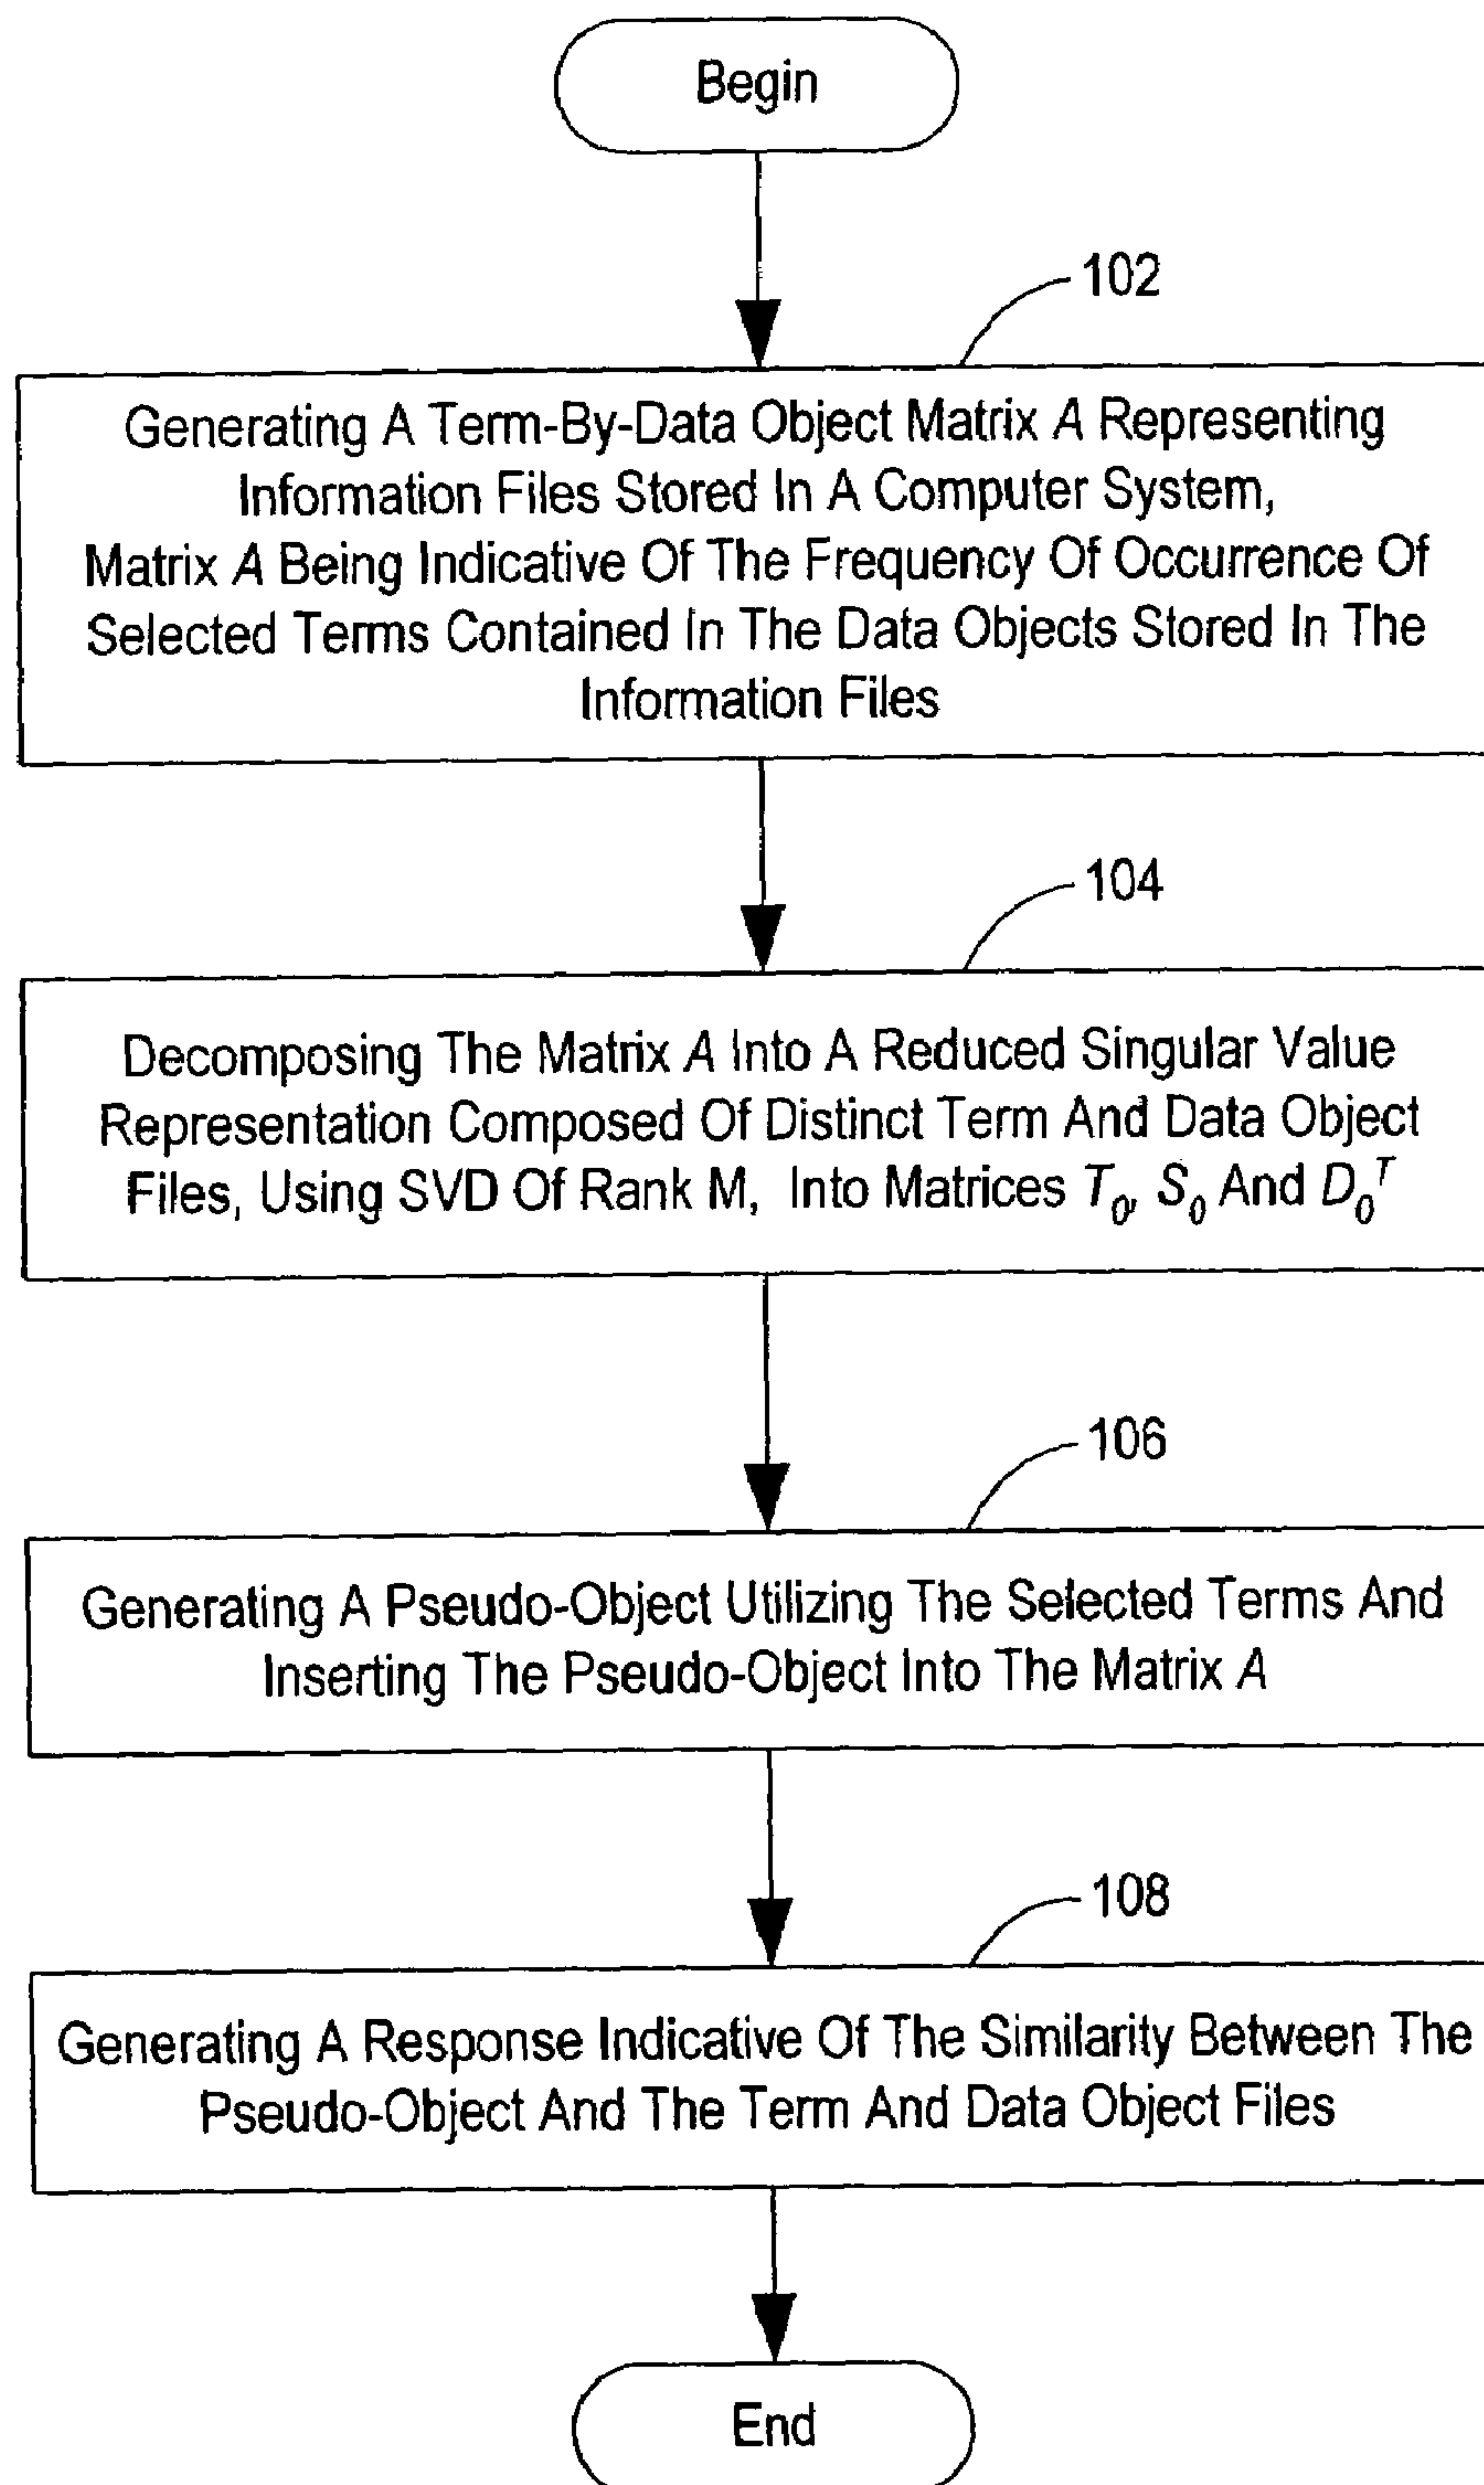 Begin
102
Generating A Term-By-Data Object Matrix A Representing
Information Files Stored In A Computer System,
Matrix A Being Indicative Of The Frequency Of Occurrence Of
Selected Terms Contained In The Data Objects Stored In The
Information Files
104
Decomposing The Matrix A Into A Reduced Singular Value
Representation Composed Of Distinct Term And Data Object
Files, Using SVD Of Rank M, Into Matrices T₀, S₀ And D₀ᵀ
106
Generating A Pseudo-Object Utilizing The Selected Terms And
Inserting The Pseudo-Object Into The Matrix A
108
Generating A Response Indicative Of The Similarity Between The
Pseudo-Object And The Term And Data Object Files
End